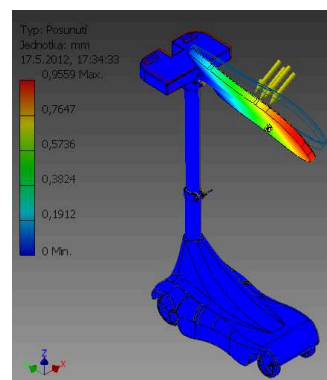 Typ: Posunutí
Jednotka: mm
17.5.2012, 17:34:33
0,9559 Max.
0,7647
0,5736
0,3824
0,1912
0 Min.
Z
X